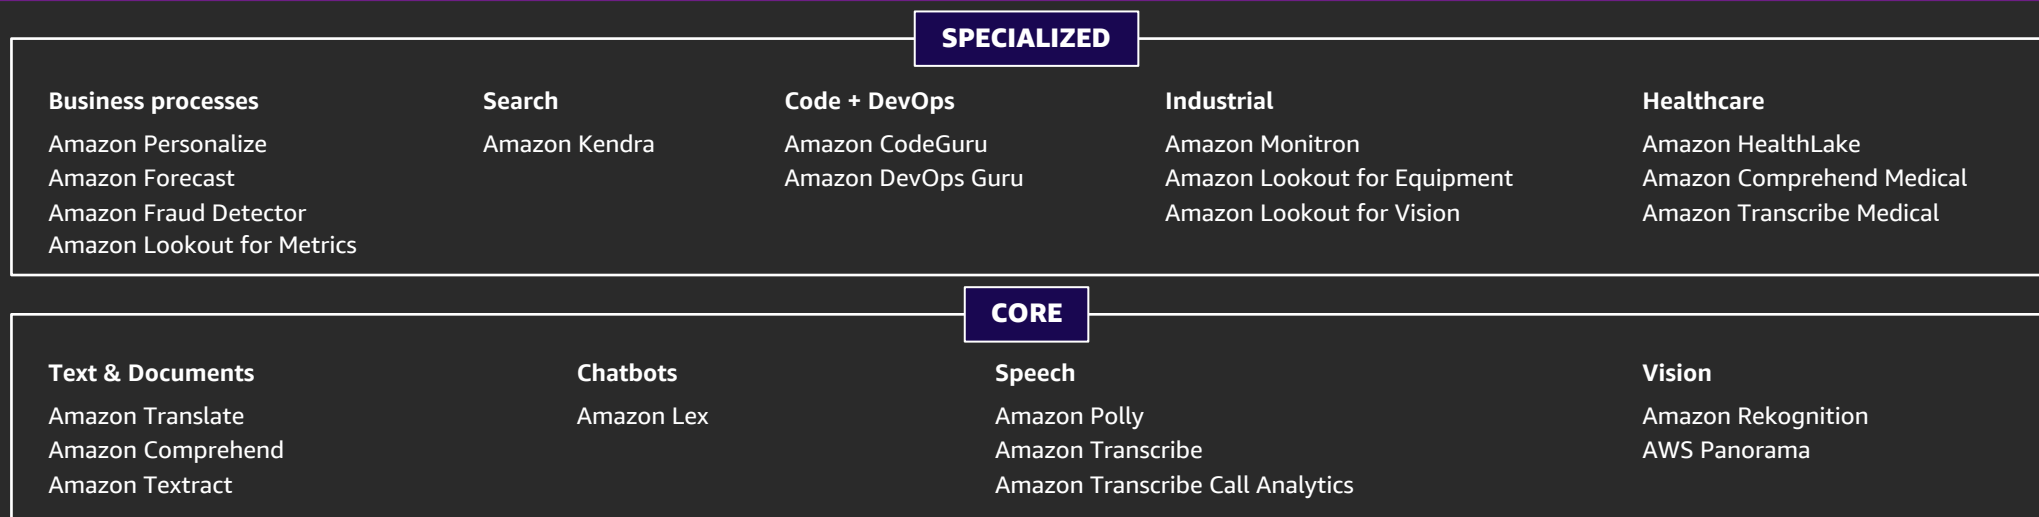 SPECIALIZED
Business processes
Amazon Personalize
Amazon Forecast
Amazon Fraud Detector
Amazon Lookout for Metrics
Search
Amazon Kendra
Code + DevOps
Amazon CodeGuru
Amazon DevOps Guru
Industrial
Amazon Monitron
Amazon Lookout for Equipment
Amazon Lookout for Vision
Healthcare
Amazon HealthLake
Amazon Comprehend Medical
Amazon Transcribe Medical
CORE
Text & Documents
Amazon Translate
Amazon Comprehend
Amazon Textract
Chatbots
Amazon Lex
Speech
Amazon Polly
Amazon Transcribe
Amazon Transcribe Call Analytics
Vision
Amazon Rekognition
AWS Panorama